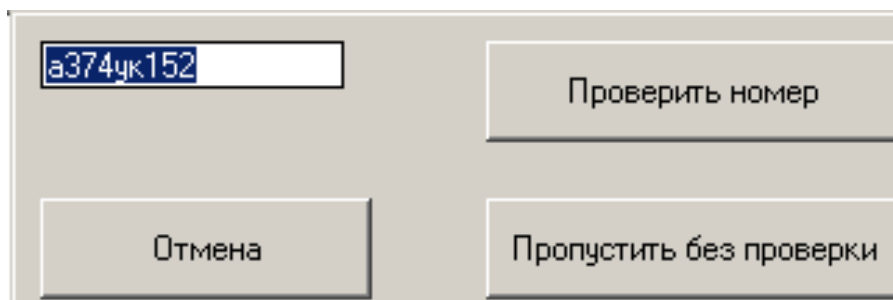 а374ук152
Проверить номер
Отмена
Пропустить без проверки